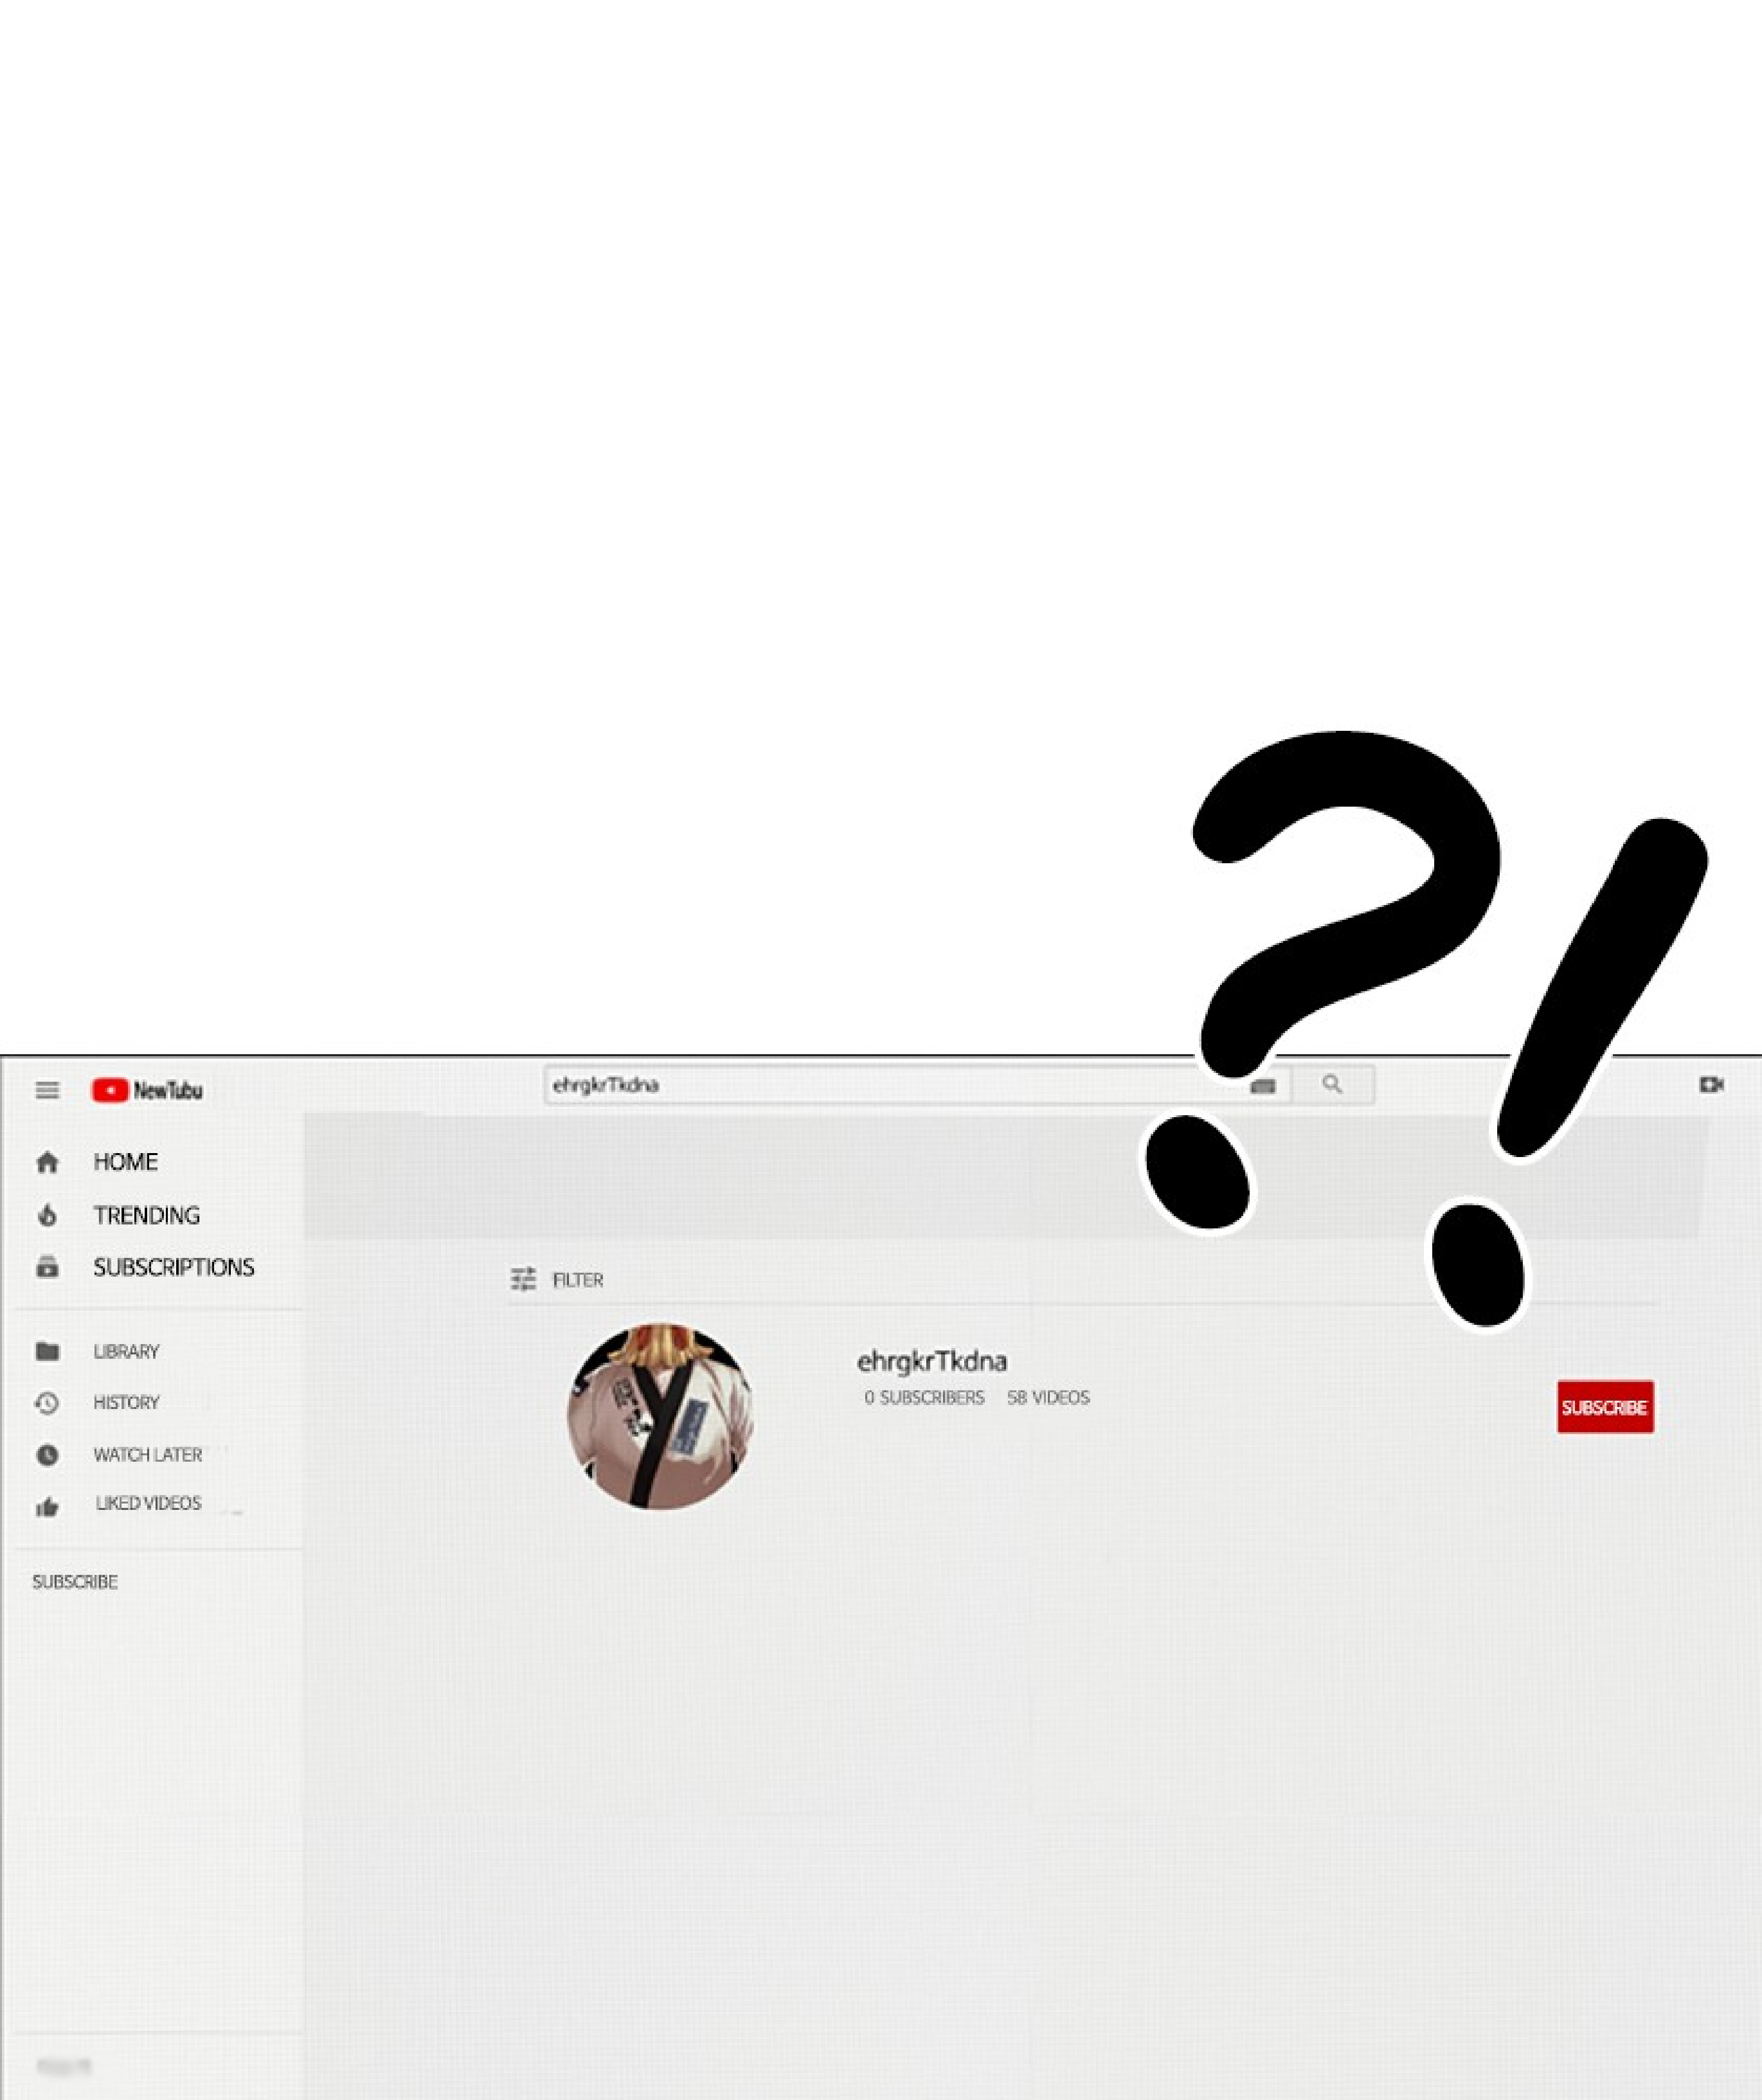 ?!
NewTubu
ehrgkrTkdna
HOME
TRENDING
SUBSCRIPTIONS
FILTER
LIBRARY
ehrgkrTkdna
HISTORY
0 SUBSCRIBERS 58 VIDEOS
SUBSCRIBE
WATCH LATER
LIKED VIDEOS
SUBSCRIBE